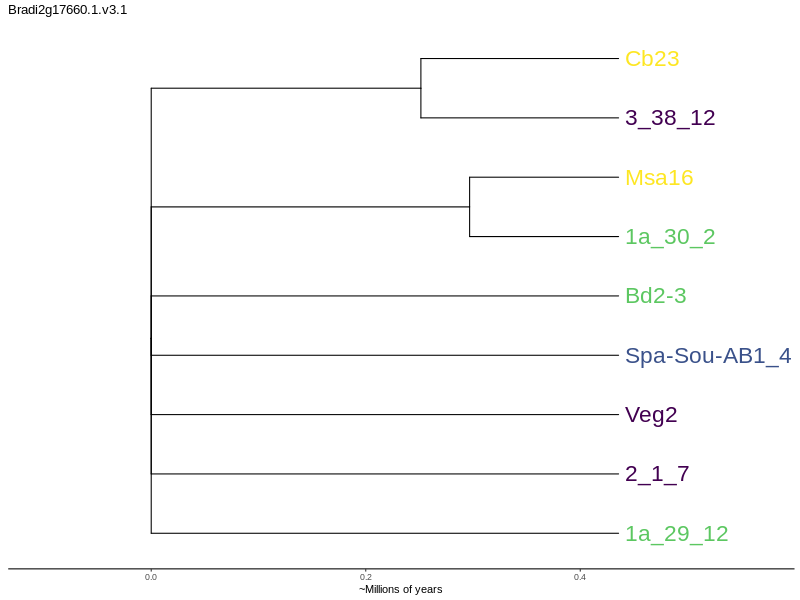 Bradi2g17660.1.v3.1
Cb23
3_38_12
Msa16
1a_30_2
Bd2-3
Spa-Sou-AB1_4
Veg2
2_1_7
1a_29_12
0.0 0.2 0.4
~Millions of years